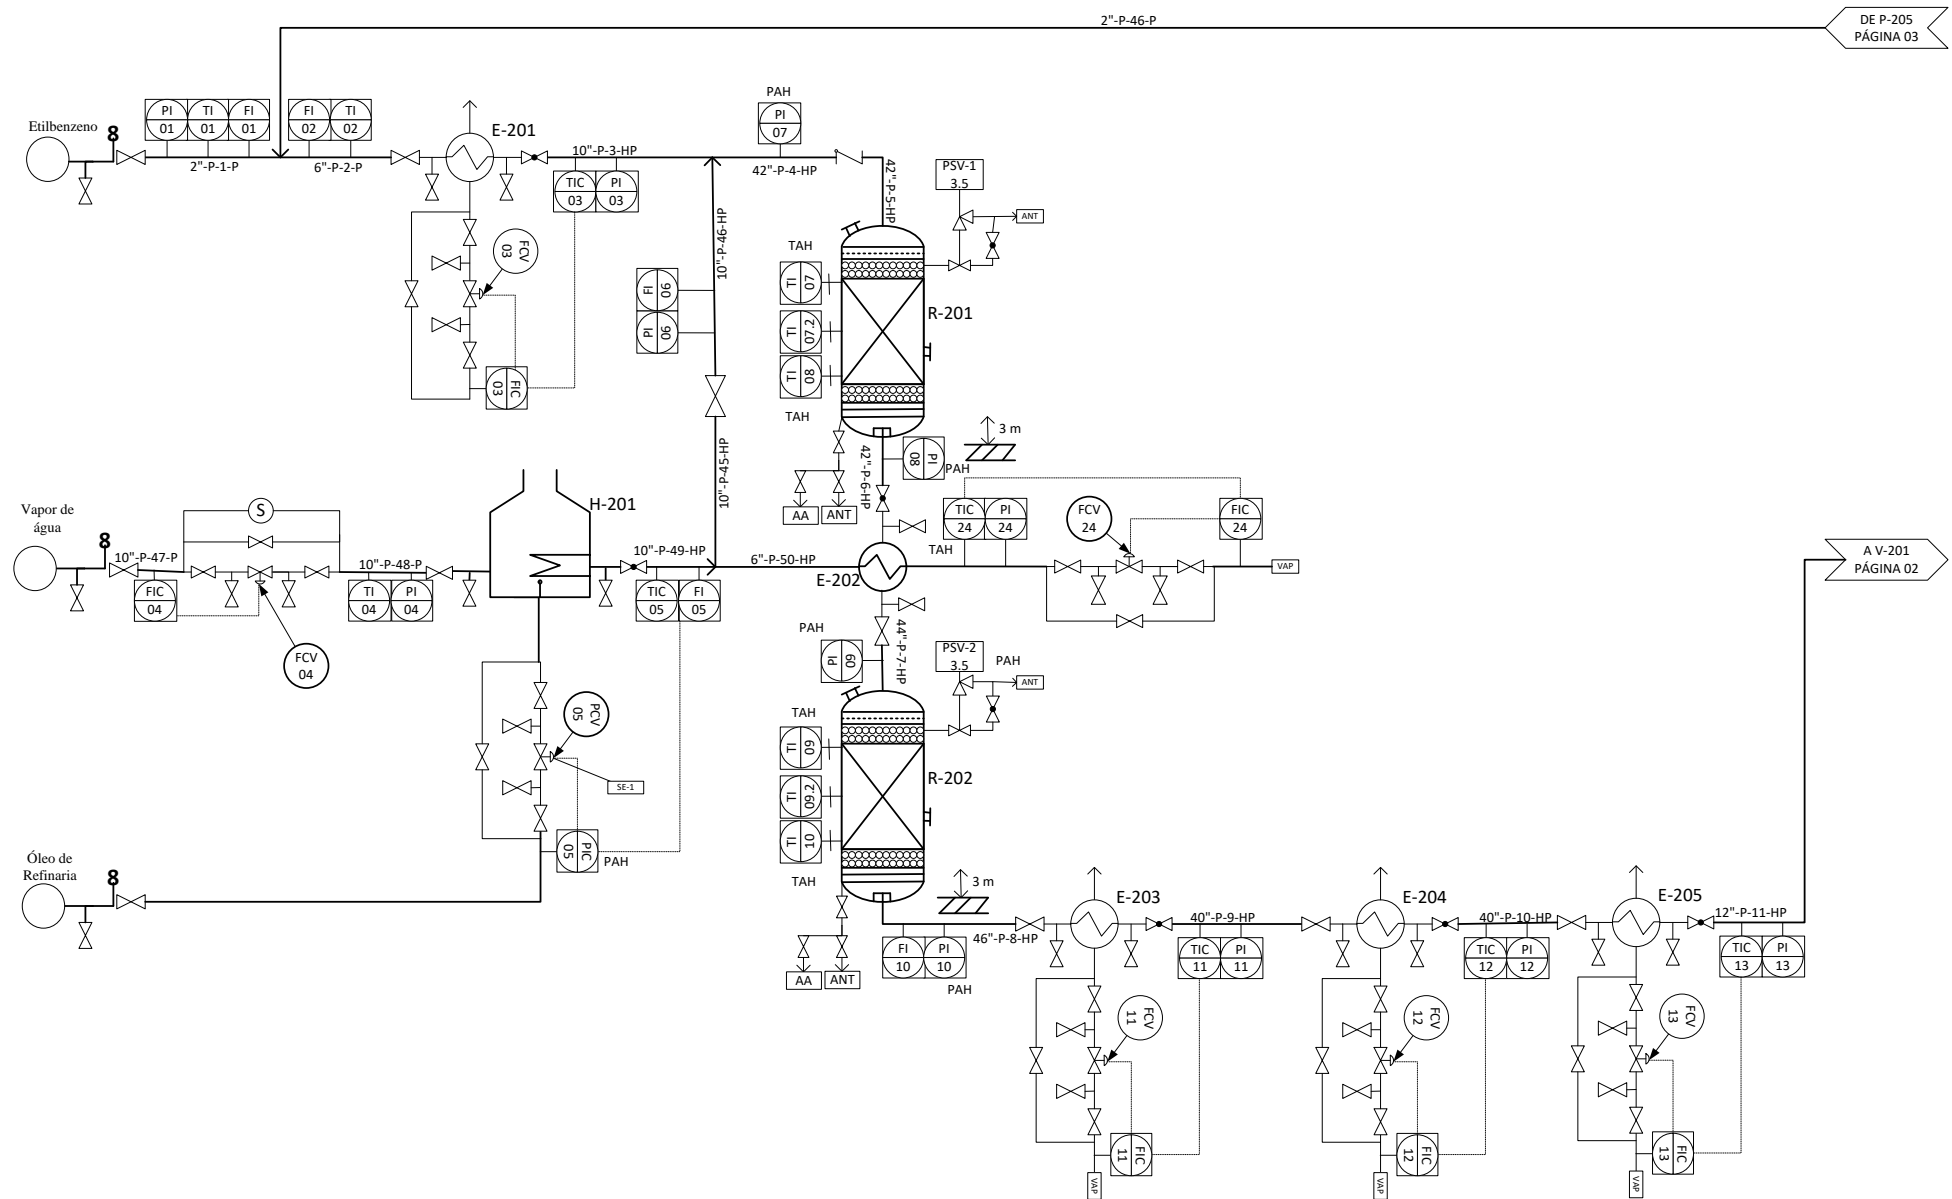 2"-P-46-P
DE P-205
PÁGINA 03
Etilbenzeno
8
PI
01
TI
01
FI
01
FI
02
TI
02
2"-P-1-P
6"-P-2-P
E-201
10"-P-3-HP
TIC
03
PI
03
PAH
PI
07
42"-P-4-HP
42"-P-5-HP
PSV-1
3.5
ANT
FCV
03
FIC
03
10"-P-46-HP
FI
06
PI
06
10"-P-45-HP
TAH
TI
07
TI
07.2
TI
08
TAH
R-201
3 m
42"-P-6-HP
PI
08
PAH
AA
ANT
Vapor de
água
8
10"-P-47-P
FIC
04
S
FCV
04
10"-P-48-P
TI
04
PI
04
H-201
10"-P-49-HP
TIC
05
FI
05
6"-P-50-HP
E-202
TIC
24
PI
24
TAH
FCV
24
FIC
24
VAP
A V-201
PÁGINA 02
44"-P-7-HP
PAH
PI
09
PSV-2
3.5
PAH
ANT
PCV
05
SE-1
PIC
05
PAH
TAH
TI
09
TI
09.2
TI
10
TAH
R-202
3 m
AA
ANT
Óleo de
Refinaria
8
FI
10
PI
10
PAH
46"-P-8-HP
E-203
40"-P-9-HP
TIC
11
PI
11
FCV
11
FIC
11
VAP
E-204
40"-P-10-HP
TIC
12
PI
12
FCV
12
FIC
12
VAP
E-205
12"-P-11-HP
TIC
13
PI
13
FCV
13
FIC
13
VAP